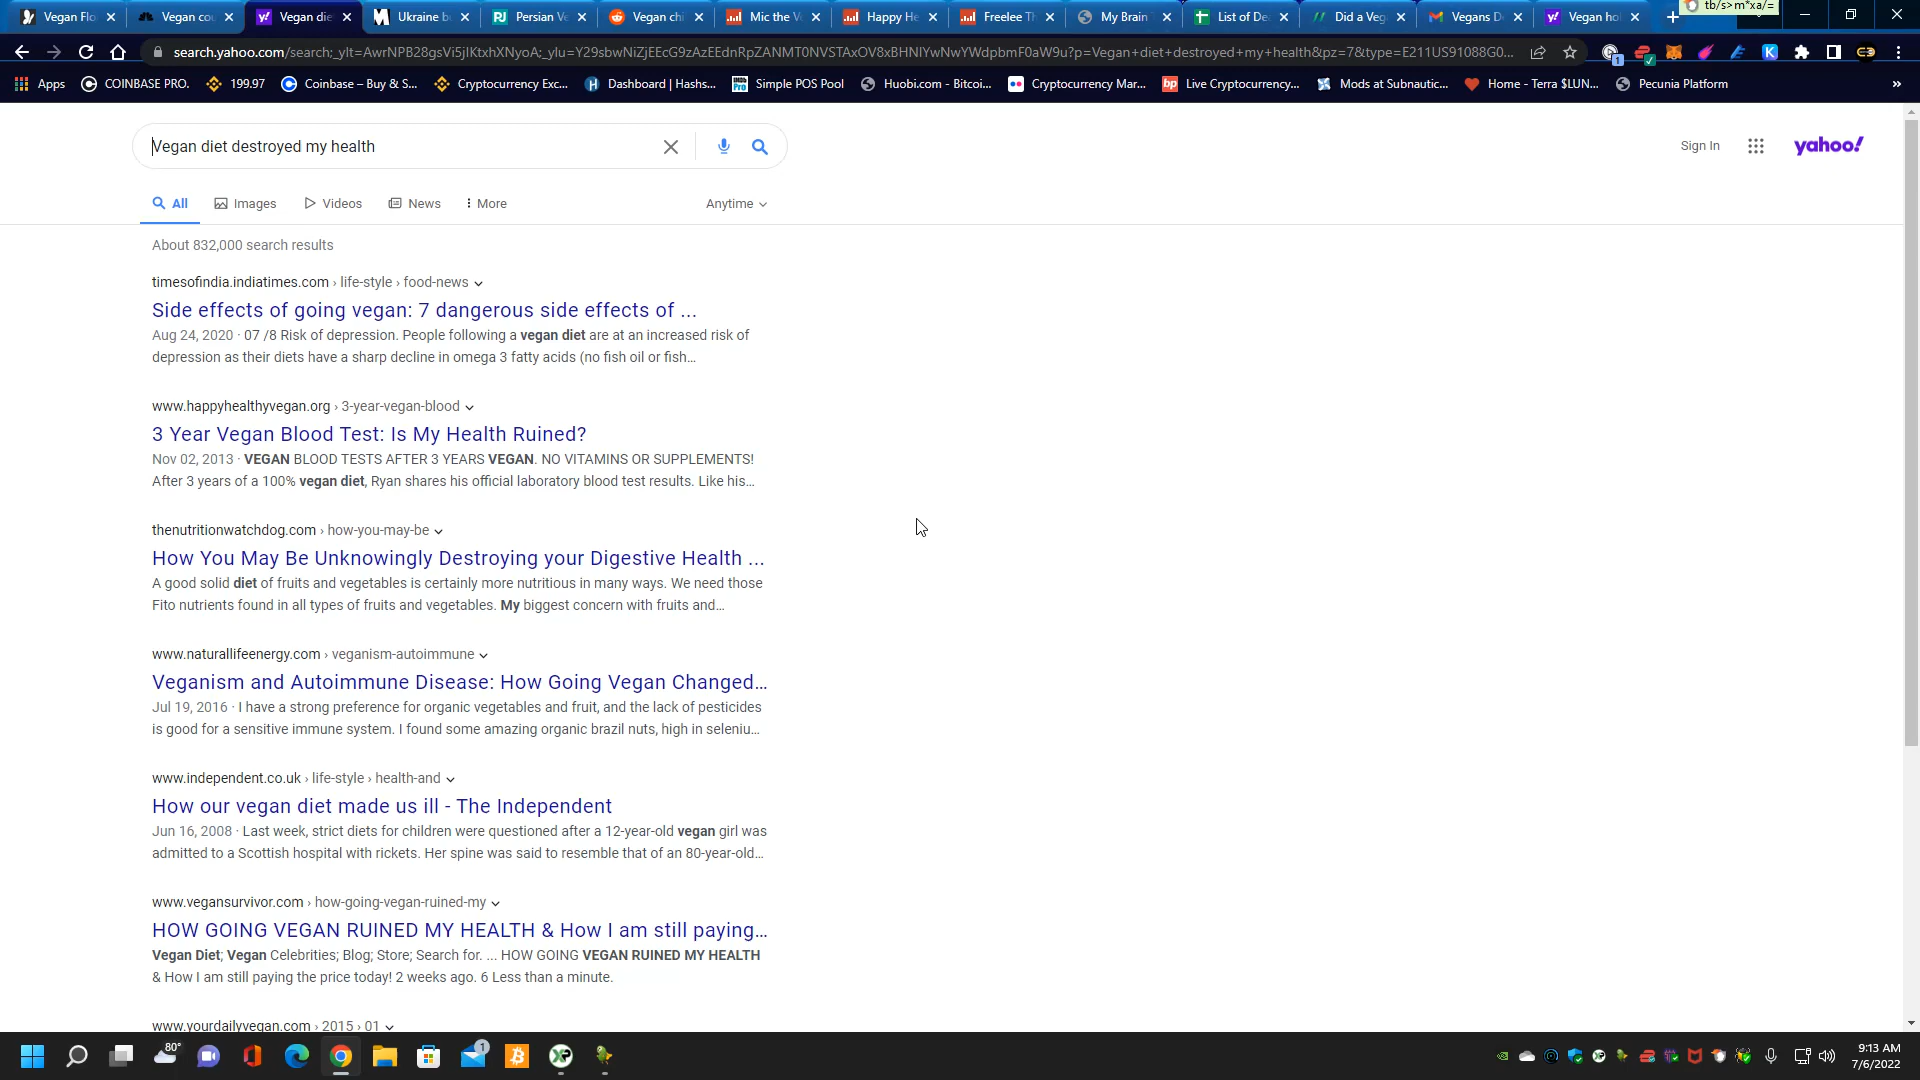 tb/s>m*xa/=
Vegan Flo
Vegan cou
Vegan die
Ukraine b
Persian Ve
Vegan chi
Mic the V
Happy He
Freelee Th
My Brain
List of De
Did a Veg
Vegans D
Vegan hol
search.yahoo.com/search;_ylt=AwrNPB28gsVi5jIKtxhXNyoA;_ylu=Y29sbwNiZjEEcG9zAzEEdnRpZANMT0NVSTAxOV8xBHNlYwNwYWdpbmF0aW9u?p=Vegan+diet+destroyed+my+health&pz=7&type=E211US91088G0...
Apps
COINBASE PRO.
199.97
Coinbase – Buy & S...
Cryptocurrency Exc...
Dashboard | Hashs...
Simple POS Pool
Huobi.com - Bitcoi...
Cryptocurrency Mar...
Live Cryptocurrency...
Mods at Subnautic...
Home - Terra $LUN...
Pecunia Platform
»
Vegan diet destroyed my health
Sign In
yahoo!
All
Images
Videos
News
More
Anytime
About 832,000 search results
timesofindia.indiatimes.com › life-style › food-news
Side effects of going vegan: 7 dangerous side effects of ...
Aug 24, 2020 · 07 /8 Risk of depression. People following a vegan diet are at an increased risk of
depression as their diets have a sharp decline in omega 3 fatty acids (no fish oil or fish...
www.happyhealthyvegan.org › 3-year-vegan-blood
3 Year Vegan Blood Test: Is My Health Ruined?
Nov 02, 2013 · VEGAN BLOOD TESTS AFTER 3 YEARS VEGAN. NO VITAMINS OR SUPPLEMENTS!
After 3 years of a 100% vegan diet, Ryan shares his official laboratory blood test results. Like his...
thenutritionwatchdog.com › how-you-may-be
How You May Be Unknowingly Destroying your Digestive Health ...
A good solid diet of fruits and vegetables is certainly more nutritious in many ways. We need those
Fito nutrients found in all types of fruits and vegetables. My biggest concern with fruits and...
www.naturallifeenergy.com › veganism-autoimmune
Veganism and Autoimmune Disease: How Going Vegan Changed...
Jul 19, 2016 · I have a strong preference for organic vegetables and fruit, and the lack of pesticides
is good for a sensitive immune system. I found some amazing organic brazil nuts, high in seleniu...
www.independent.co.uk › life-style › health-and
How our vegan diet made us ill - The Independent
Jun 16, 2008 · Last week, strict diets for children were questioned after a 12-year-old vegan girl was
admitted to a Scottish hospital with rickets. Her spine was said to resemble that of an 80-year-old...
www.vegansurvivor.com › how-going-vegan-ruined-my
HOW GOING VEGAN RUINED MY HEALTH & How I am still paying...
Vegan Diet; Vegan Celebrities; Blog; Store; Search for. ... HOW GOING VEGAN RUINED MY HEALTH
& How I am still paying the price today! 2 weeks ago. 6 Less than a minute.
www.yourdailyvegan.com › 2015 › 01
80°
1
9:13 AM
7/6/2022